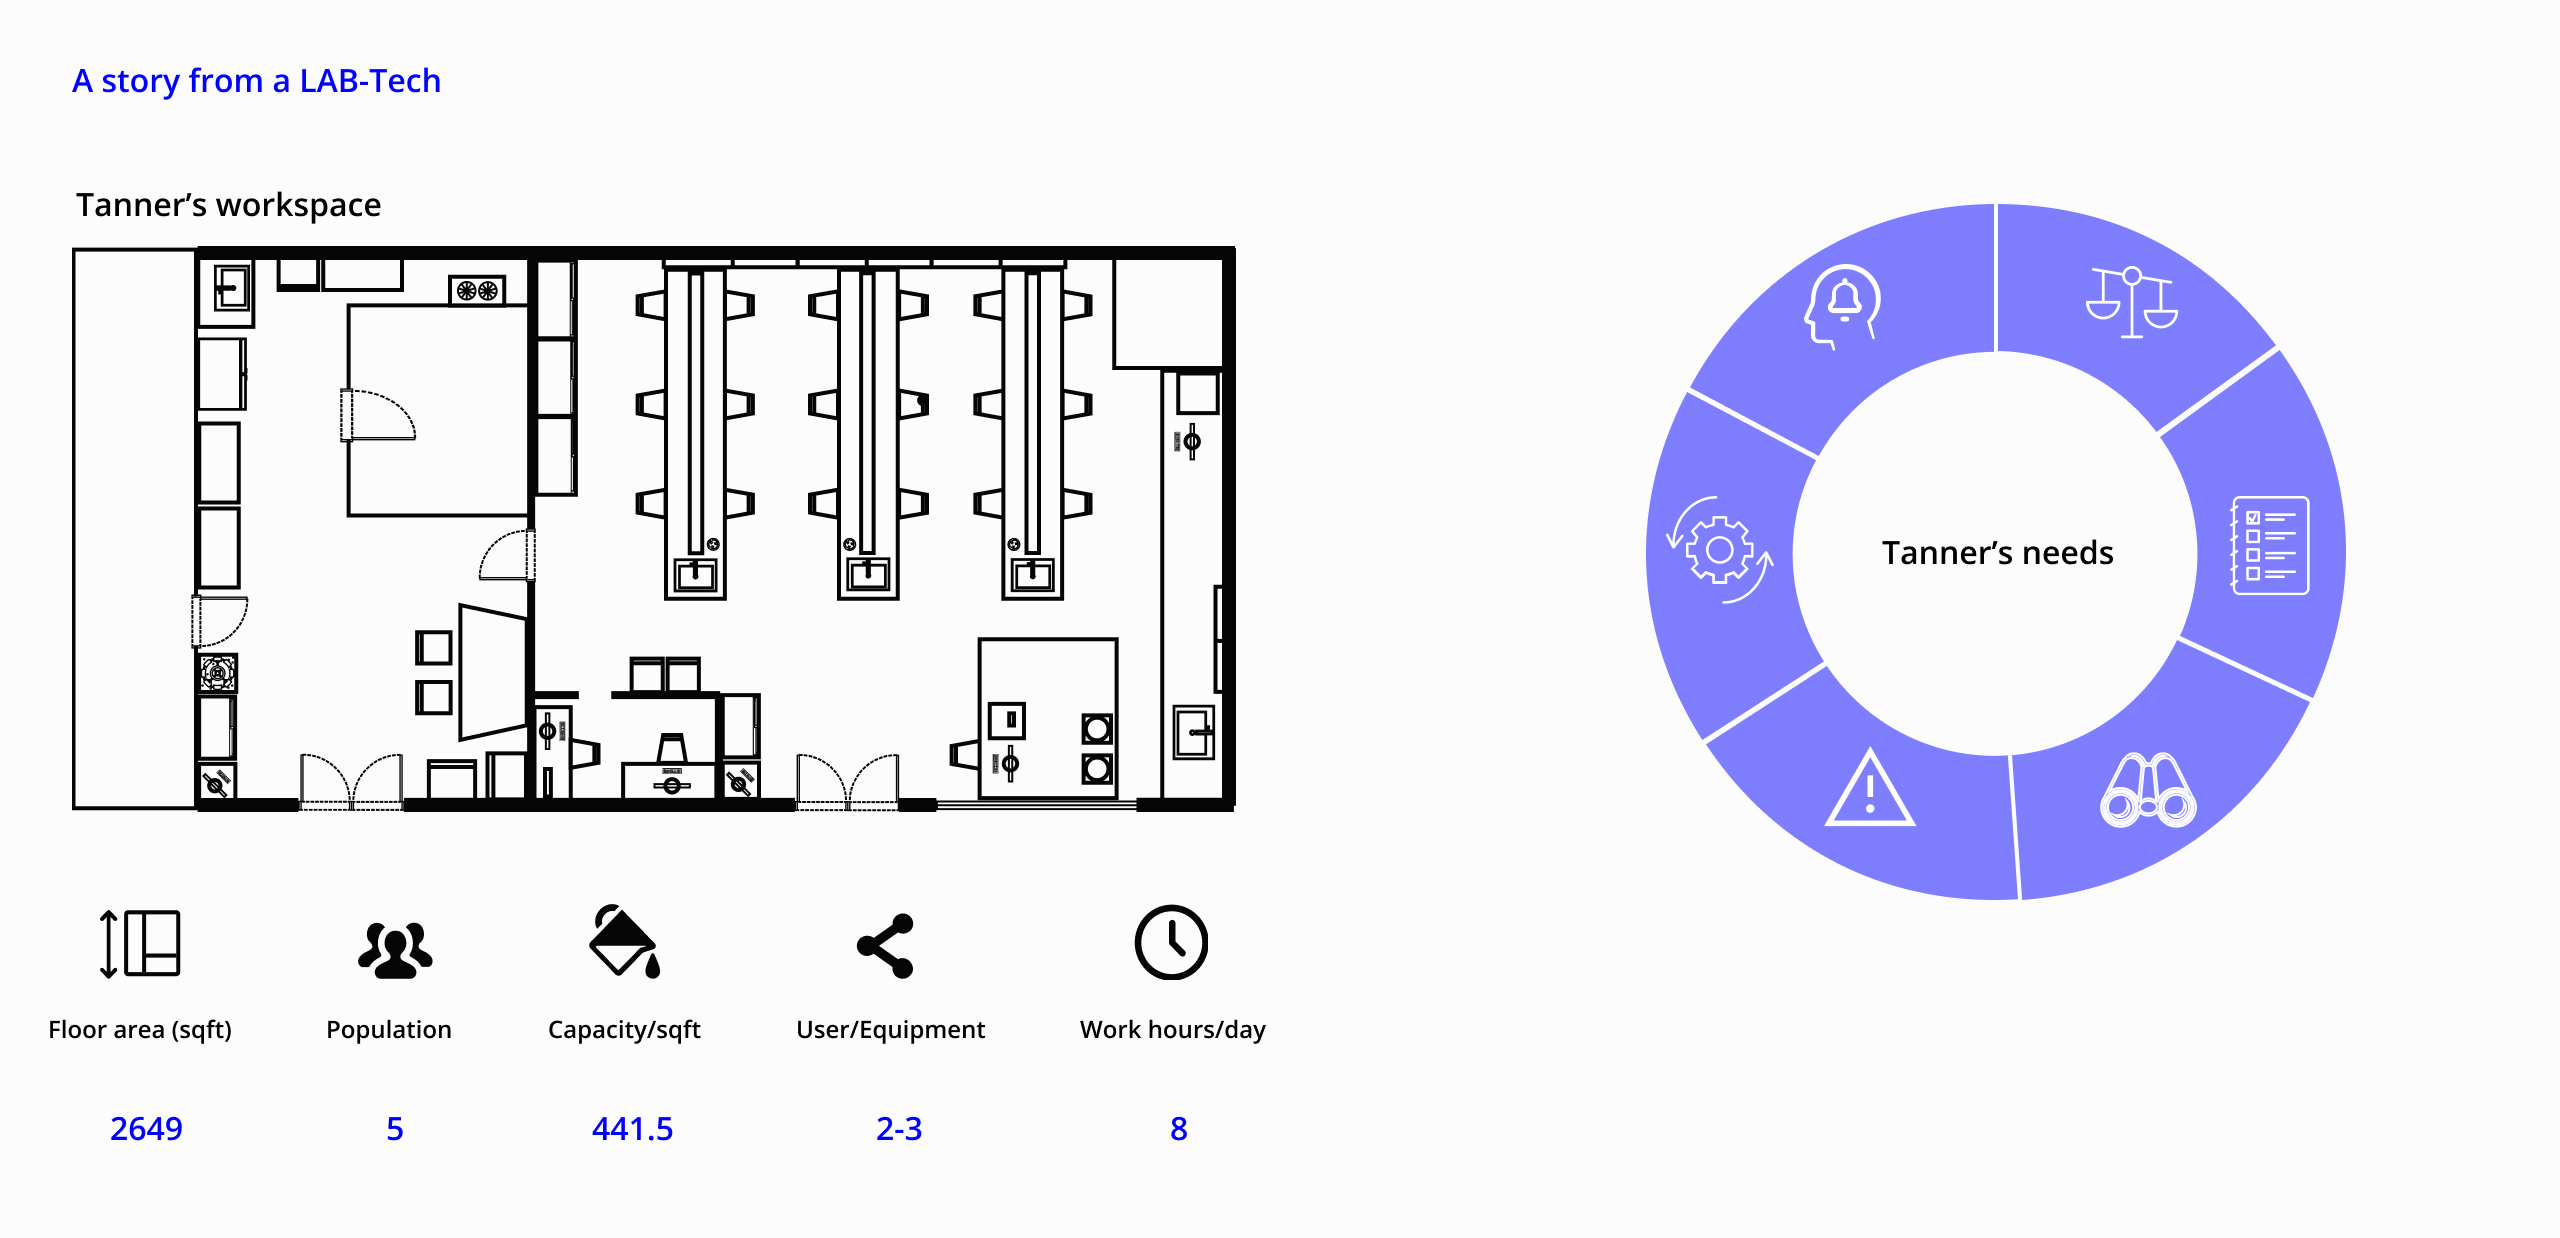 A story from a LAB-Tech
Tanner’s workspace
Tanner’s needs
Floor area (sqft)
Population
Capacity/sqft
User/Equipment
Work hours/day
2649
5
441.5
2-3
8